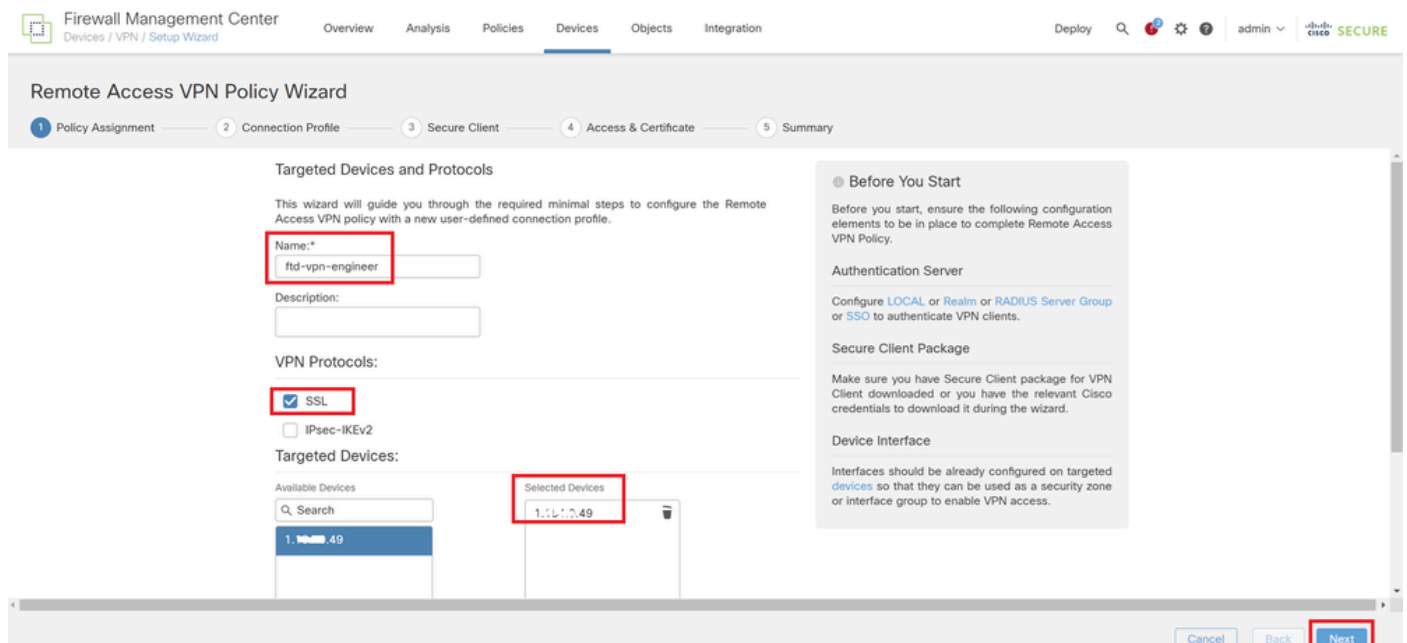 Firewall Management Center
Devices / VPN / Setup Wizard
Overview Analysis Policies Devices Objects Integration
Deploy 2 admin cisco SECURE
Remote Access VPN Policy Wizard
1 Policy Assignment 2 Connection Profile 3 Secure Client 4 Access & Certificate 5 Summary
Targeted Devices and Protocols
This wizard will guide you through the required minimal steps to configure the Remote
Access VPN policy with a new user-defined connection profile.
Name:*
ftd-vpn-engineer
Description:
VPN Protocols:
SSL
IPsec-IKEv2
Targeted Devices:
Available Devices
Search
1. .49
Selected Devices
1. .49
Before You Start
Before you start, ensure the following configuration
elements to be in place to complete Remote Access
VPN Policy.
Authentication Server
Configure LOCAL or Realm or RADIUS Server Group
or SSO to authenticate VPN clients.
Secure Client Package
Make sure you have Secure Client package for VPN
Client downloaded or you have the relevant Cisco
credentials to download it during the wizard.
Device Interface
Interfaces should be already configured on targeted
devices so that they can be used as a security zone
or interface group to enable VPN access.
Cancel Back Next